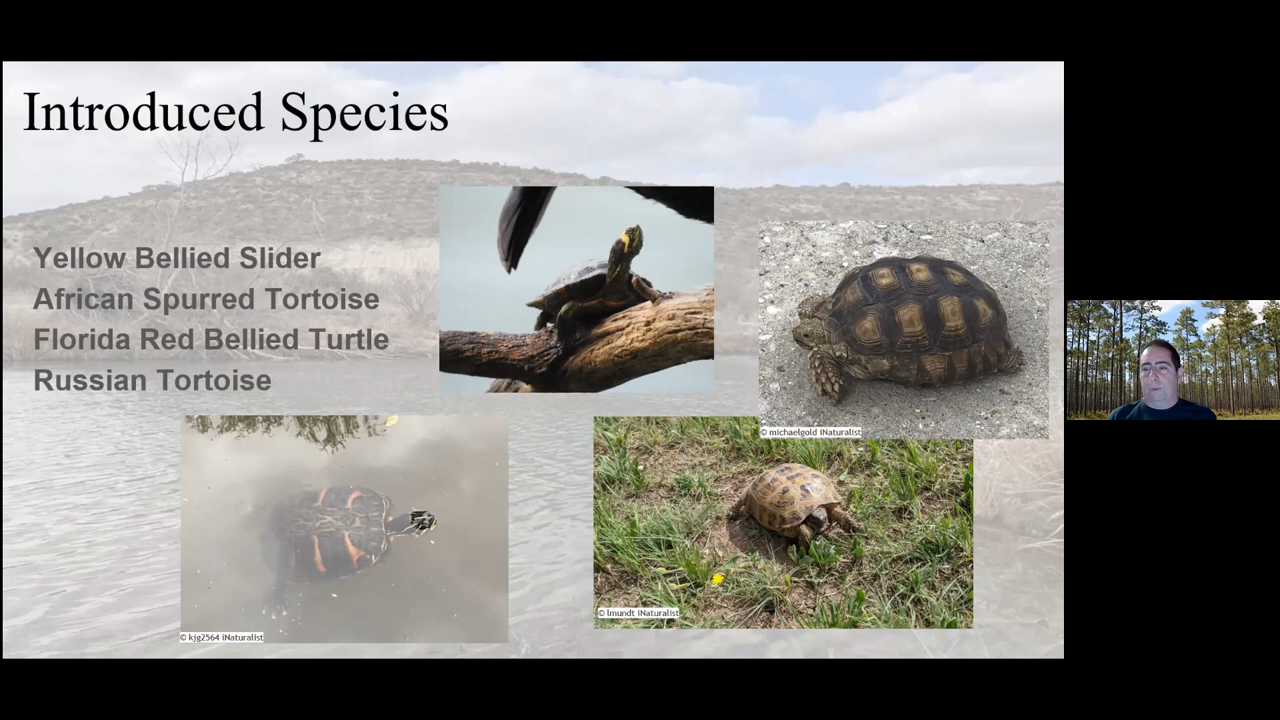 Introduced Species
Yellow Bellied Slider
African Spurred Tortoise
Florida Red Bellied Turtle
Russian Tortoise
© michaelgold iNaturalist
© lmundt iNaturalist
© kjg2564 iNaturalist